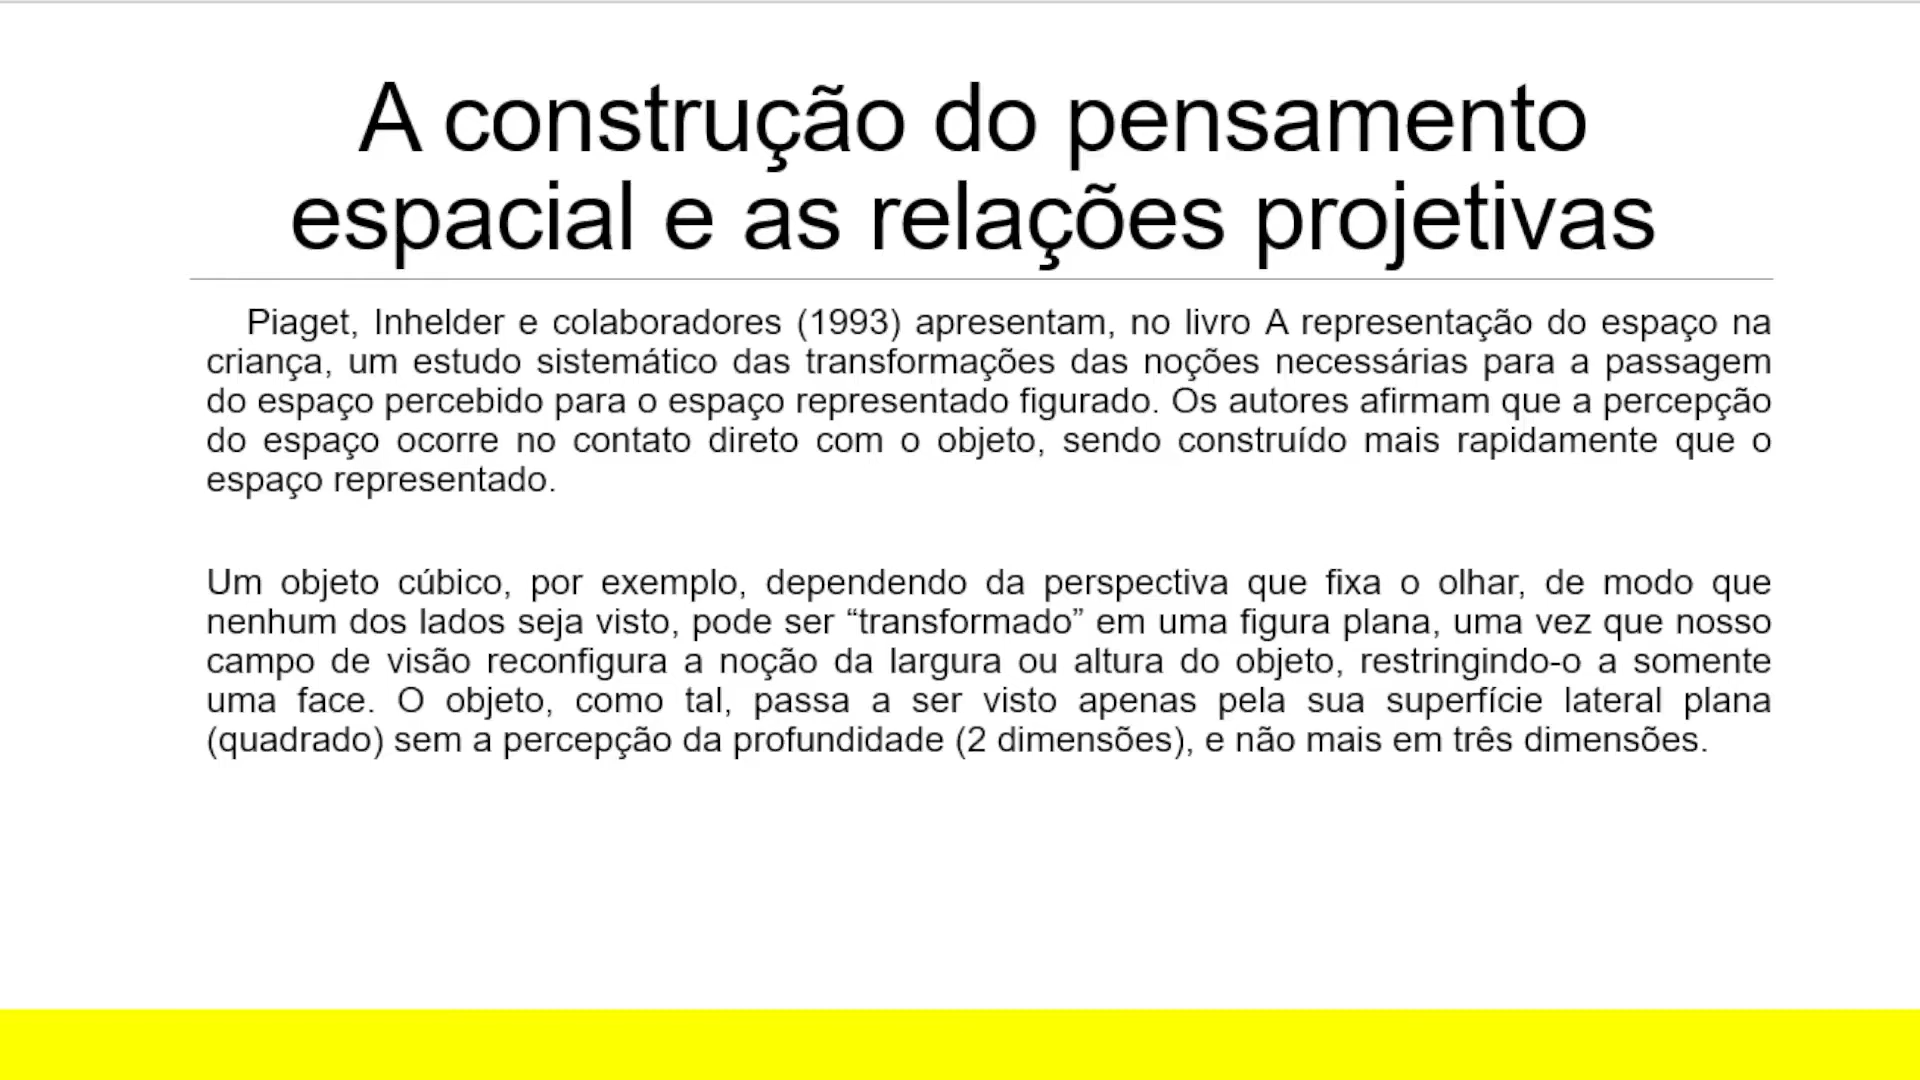 A construção do pensamento
espacial e as relações projetivas
Piaget, Inhelder e colaboradores (1993) apresentam, no livro A representação do espaço na
criança, um estudo sistemático das transformações das noções necessárias para a passagem
do espaço percebido para o espaço representado figurado. Os autores afirmam que a percepção
do espaço ocorre no contato direto com o objeto, sendo construído mais rapidamente que o
espaço representado.
Um objeto cúbico, por exemplo, dependendo da perspectiva que fixa o olhar, de modo que
nenhum dos lados seja visto, pode ser “transformado” em uma figura plana, uma vez que nosso
campo de visão reconfigura a noção da largura ou altura do objeto, restringindo-o a somente
uma face. O objeto, como tal, passa a ser visto apenas pela sua superfície lateral plana
(quadrado) sem a percepção da profundidade (2 dimensões), e não mais em três dimensões.